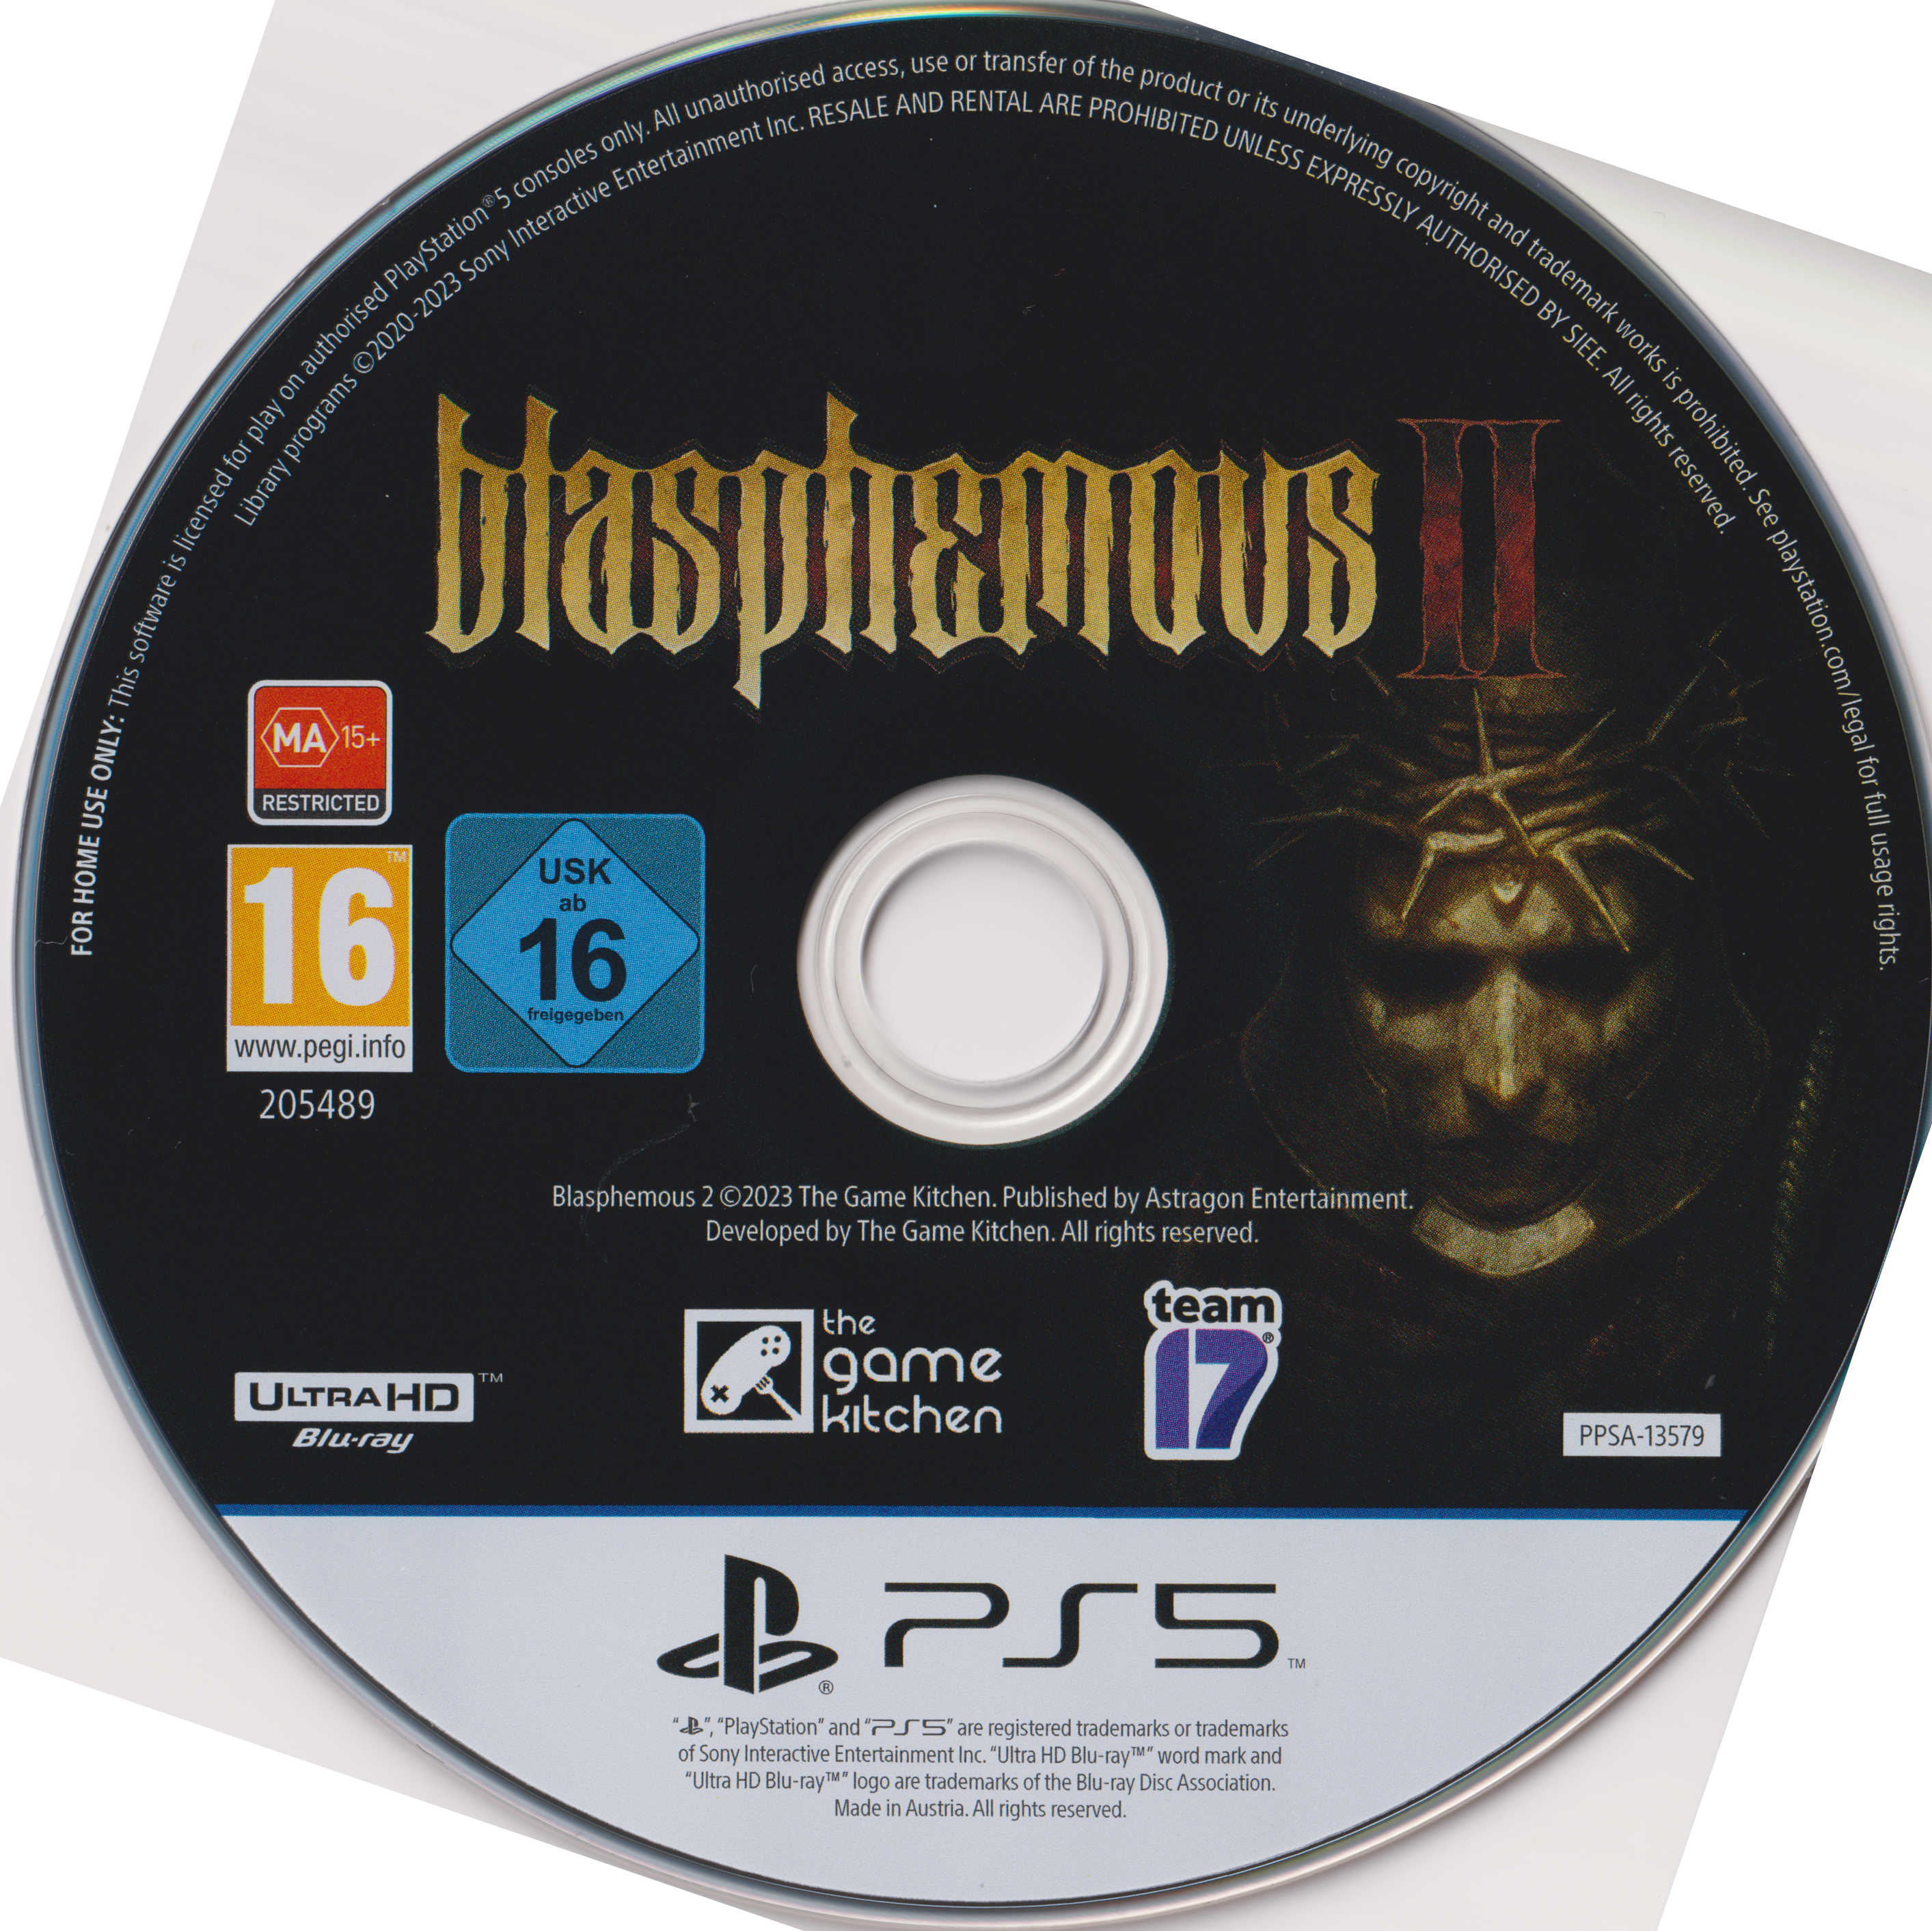 FOR HOME USE ONLY: This software is licensed for play on authorised PlayStation®5 consoles only. All unauthorised access, use or transfer of the product or its underlying copyright and trademark works is prohibited. See playstation.com/legal for full usage rights.
Library programs ©2020-2023 Sony Interactive Entertainment Inc. RESALE AND RENTAL ARE PROHIBITED UNLESS EXPRESSLY AUTHORISED BY SIEE. All rights reserved.
blasphemous II
MA 15+
RESTRICTED
16™
www.pegi.info
205489
USK
ab
16
freigegeben
Blasphemous 2 ©2023 The Game Kitchen. Published by Astragon Entertainment.
Developed by The Game Kitchen. All rights reserved.
ULTRA HD™
Blu-ray
the
game
kitchen
team
17®
PPSA-13579
® PS5™
“ ”, “PlayStation” and “PS5” are registered trademarks or trademarks
of Sony Interactive Entertainment Inc. “Ultra HD Blu-ray™” word mark and
“Ultra HD Blu-ray™” logo are trademarks of the Blu-ray Disc Association.
Made in Austria. All rights reserved.